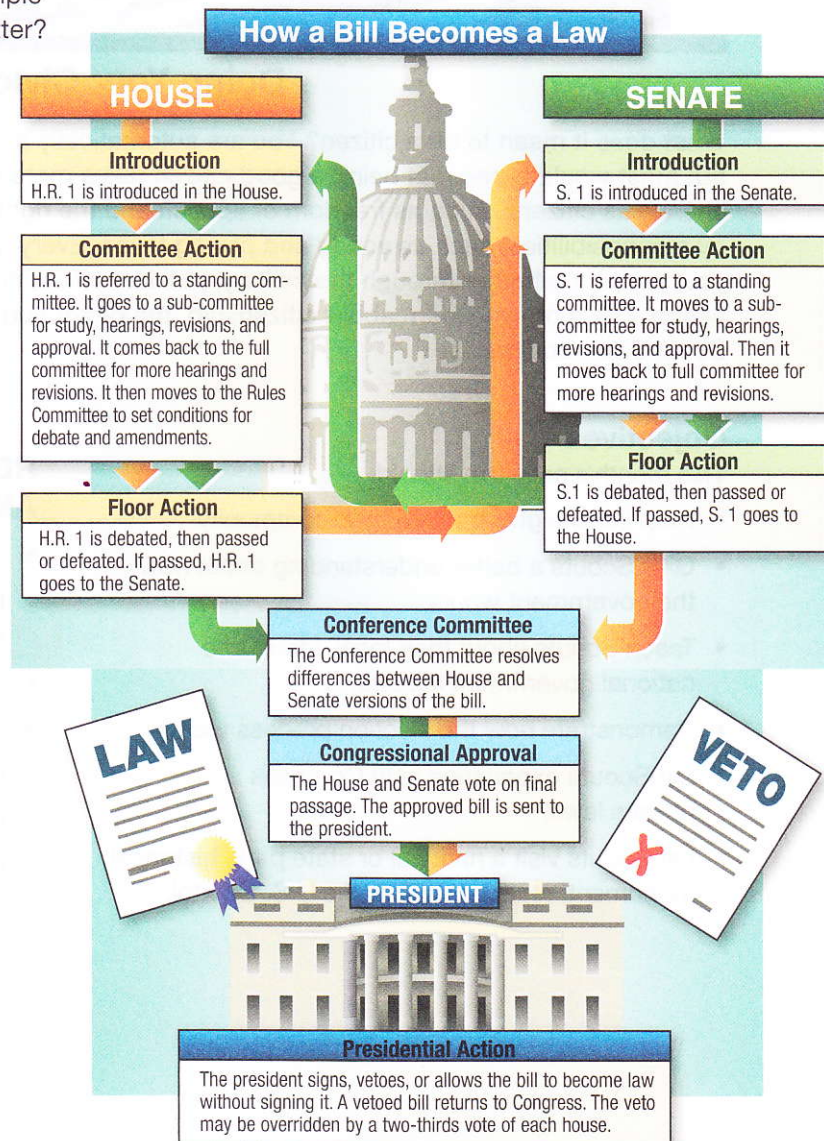 ter?
How a Bill Becomes a Law
HOUSE
Introduction
H.R. 1 is introduced in the House.
Committee Action
H.R. 1 is referred to a standing com-
mittee. It goes to a sub-committee
for study, hearings, revisions, and
approval. It comes back to the full
committee for more hearings and
revisions. It then moves to the Rules
Committee to set conditions for
debate and amendments.
Floor Action
H.R. 1 is debated, then passed
or defeated. If passed, H.R. 1
goes to the Senate.
SENATE
Introduction
S. 1 is introduced in the Senate.
Committee Action
S. 1 is referred to a standing
committee. It moves to a sub-
committee for study, hearings,
revisions, and approval. Then it
moves back to full committee for
more hearings and revisions.
Floor Action
S.1 is debated, then passed or
defeated. If passed, S. 1 goes to
the House.
Conference Committee
The Conference Committee resolves
differences between House and
Senate versions of the bill.
Congressional Approval
The House and Senate vote on final
passage. The approved bill is sent to
the president.
LAW
VETO
PRESIDENT
Presidential Action
The president signs, vetoes, or allows the bill to become law
without signing it. A vetoed bill returns to Congress. The veto
may be overridden by a two-thirds vote of each house.